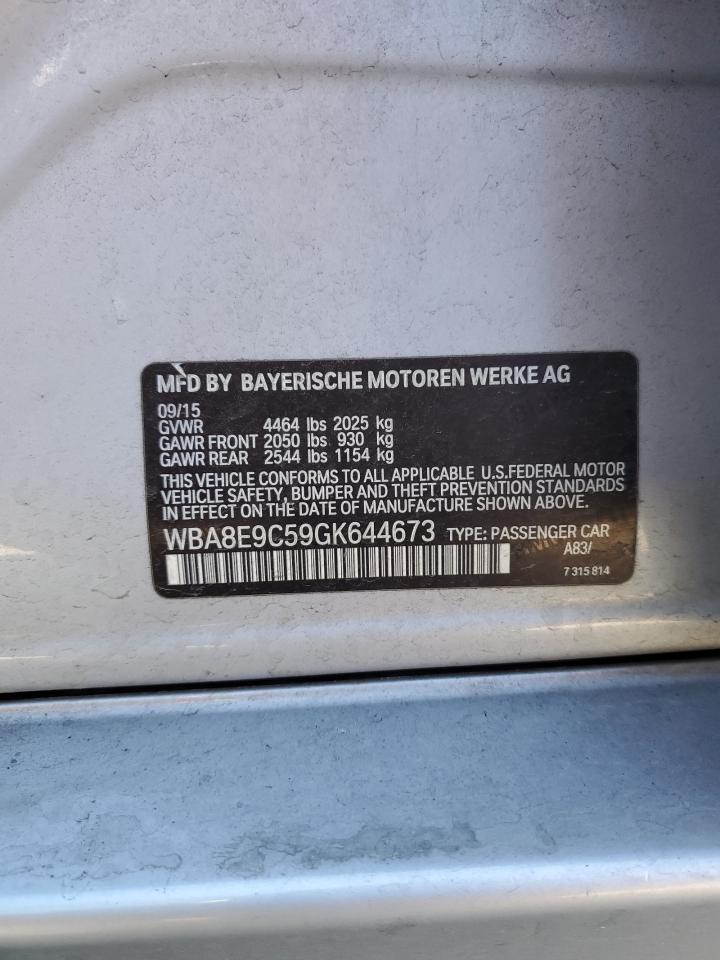 MFD BY BAYERISCHE MOTOREN WERKE AG
09/15
GVWR 4464 lbs 2025 kg
GAWR FRONT 2050 lbs 930 kg
GAWR REAR 2544 lbs 1154 kg
THIS VEHICLE CONFORMS TO ALL APPLICABLE U.S.FEDERAL MOTOR
VEHICLE SAFETY, BUMPER AND THEFT PREVENTION STANDARDS
IN EFFECT ON THE DATE OF MANUFACTURE SHOWN ABOVE.
WBA8E9C59GK644673 TYPE: PASSENGER CAR
A83/
7 315 814